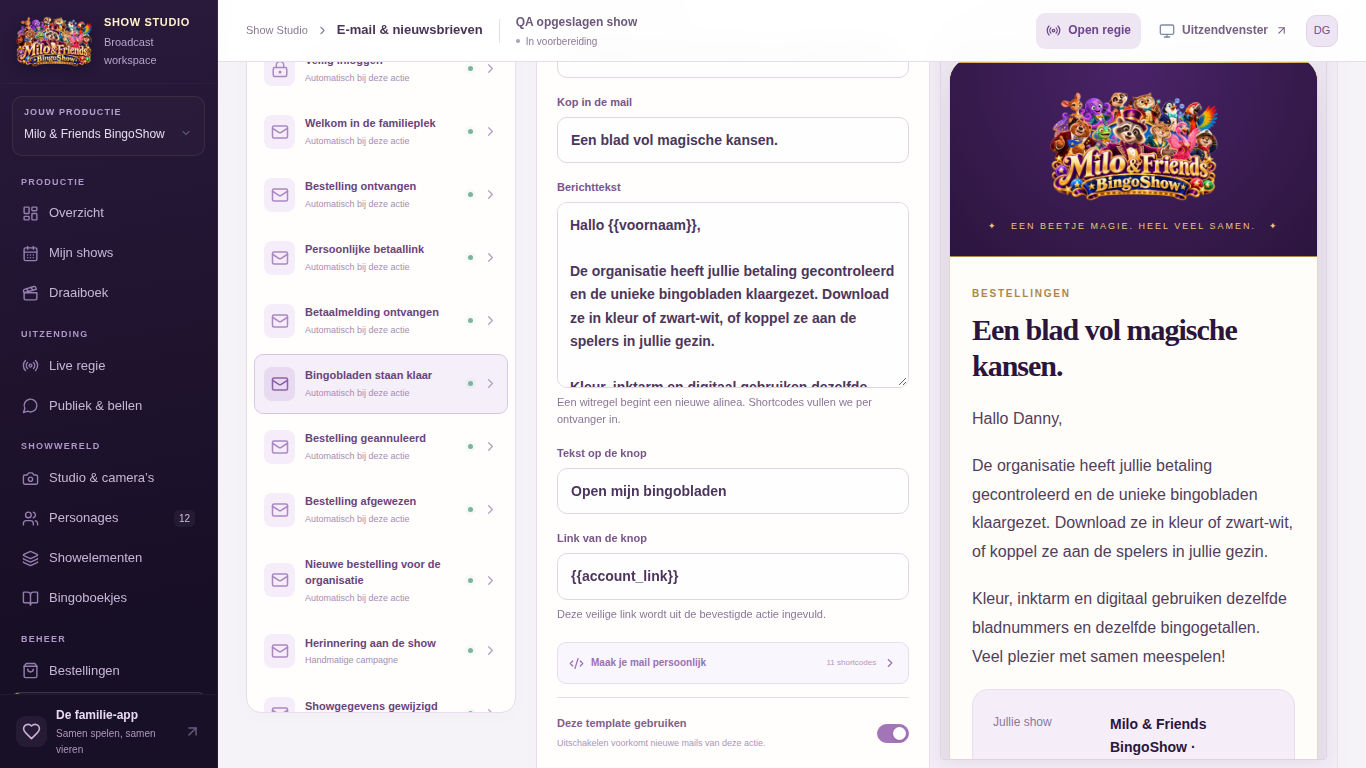 SHOW STUDIO
Broadcast
workspace
JOUW PRODUCTIE
Milo & Friends BingoShow
PRODUCTIE
Overzicht
Mijn shows
Draaiboek
UITZENDING
Live regie
Publiek & bellen
SHOWWERELD
Studio & camera's
Personages
12
Showelementen
Bingoboekjes
BEHEER
Bestellingen
De familie-app
Samen spelen, samen
vieren
Show Studio
E-mail & nieuwsbrieven
QA opgeslagen show
In voorbereiding
Open regie
Uitzendvenster
DG
Veilig inloggen
Automatisch bij deze actie
Welkom in de familieplek
Automatisch bij deze actie
Bestelling ontvangen
Automatisch bij deze actie
Persoonlijke betaallink
Automatisch bij deze actie
Betaalmelding ontvangen
Automatisch bij deze actie
Bingobladen staan klaar
Automatisch bij deze actie
Bestelling geannuleerd
Automatisch bij deze actie
Bestelling afgewezen
Automatisch bij deze actie
Nieuwe bestelling voor de
organisatie
Automatisch bij deze actie
Herinnering aan de show
Handmatige campagne
Showgegevens gewijzigd
Kop in de mail
Een blad vol magische kansen.
Berichttekst
Hallo {{voornaam}},
De organisatie heeft jullie betaling gecontroleerd
en de unieke bingobladen klaargezet. Download
ze in kleur of zwart-wit, of koppel ze aan de
spelers in jullie gezin.
Kleur, inktarm en digitaal gebruiken dezelfde
Een witregel begint een nieuwe alinea. Shortcodes vullen we per
ontvanger in.
Tekst op de knop
Open mijn bingobladen
Link van de knop
{{account_link}}
Deze veilige link wordt uit de bevestigde actie ingevuld.
Maak je mail persoonlijk
11 shortcodes
Deze template gebruiken
Uitschakelen voorkomt nieuwe mails van deze actie.
Milo & Friends
BingoShow
EEN BEETJE MAGIE. HEEL VEEL SAMEN.
BESTELLINGEN
Een blad vol magische
kansen.
Hallo Danny,
De organisatie heeft jullie betaling
gecontroleerd en de unieke bingobladen
klaargezet. Download ze in kleur of zwart-wit,
of koppel ze aan de spelers in jullie gezin.
Kleur, inktarm en digitaal gebruiken dezelfde
bladnummers en dezelfde bingogetallen.
Veel plezier met samen meespelen!
Jullie show
Milo & Friends
BingoShow ·